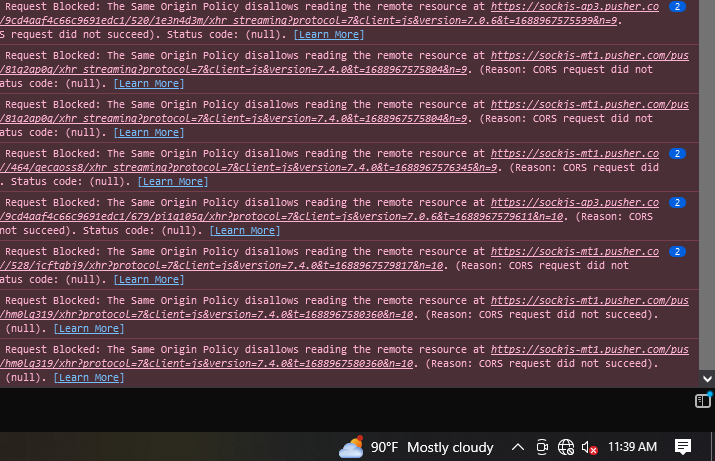 Request Blocked: The Same Origin Policy disallows reading the remote resource at https://sockjs-ap3.pusher.co 2
/9cd4aaf4c66c9691edc1/520/1e3n4d3m/xhr_streaming?protocol=7&client=js&version=7.0.6&t=1688967575599&n=9.
S request did not succeed). Status code: (null). [Learn More]
Request Blocked: The Same Origin Policy disallows reading the remote resource at https://sockjs-mt1.pusher.com/pus
/81q2qp0q/xhr_streaming?protocol=7&client=js&version=7.4.0&t=1688967575804&n=9. (Reason: CORS request did not
atus code: (null). [Learn More]
Request Blocked: The Same Origin Policy disallows reading the remote resource at https://sockjs-mt1.pusher.com/pus
/81q2qp0q/xhr_streaming?protocol=7&client=js&version=7.4.0&t=1688967575804&n=9. (Reason: CORS request did not
atus code: (null). [Learn More]
Request Blocked: The Same Origin Policy disallows reading the remote resource at https://sockjs-mt1.pusher.co 2
//464/qecqoss8/xhr_streaming?protocol=7&client=js&version=7.4.0&t=1688967576345&n=9. (Reason: CORS request did
. Status code: (null). [Learn More]
Request Blocked: The Same Origin Policy disallows reading the remote resource at https://sockjs-ap3.pusher.co 2
/9cd4aaf4c66c9691edc1/679/pi1q105q/xhr?protocol=7&client=js&version=7.0.6&t=1688967579611&n=10. (Reason: CORS
not succeed). Status code: (null). [Learn More]
Request Blocked: The Same Origin Policy disallows reading the remote resource at https://sockjs-mt1.pusher.co 2
//528/jcftqbj9/xhr?protocol=7&client=js&version=7.4.0&t=1688967579817&n=10. (Reason: CORS request did not
atus code: (null). [Learn More]
Request Blocked: The Same Origin Policy disallows reading the remote resource at https://sockjs-mt1.pusher.com/pus
/hm0lq319/xhr?protocol=7&client=js&version=7.4.0&t=1688967580360&n=10. (Reason: CORS request did not succeed).
(null). [Learn More]
Request Blocked: The Same Origin Policy disallows reading the remote resource at https://sockjs-mt1.pusher.com/pus
/hm0lq319/xhr?protocol=7&client=js&version=7.4.0&t=1688967580360&n=10. (Reason: CORS request did not succeed).
(null). [Learn More]
90°F Mostly cloudy 11:39 AM